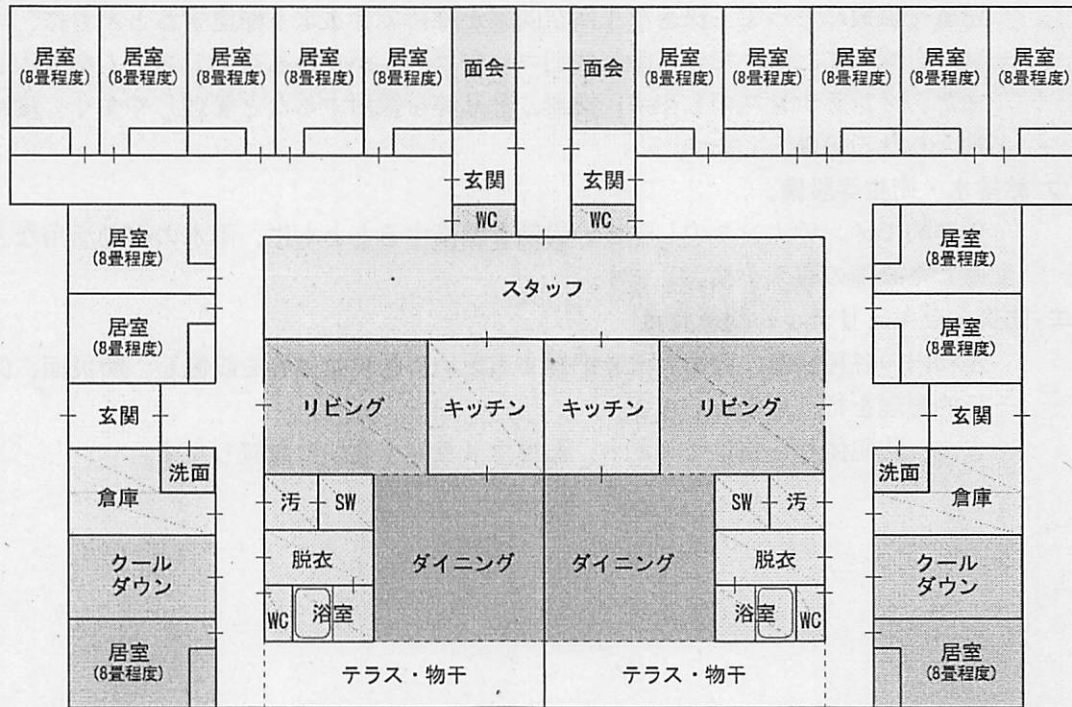 居室 居室 居室 居室 居室 面会 面会 居室 居室 居室 居室 居室
(8畳程度) (8畳程度) (8畳程度) (8畳程度) (8畳程度) (8畳程度) (8畳程度) (8畳程度) (8畳程度) (8畳程度)
玄関 玄関
WC WC
居室 居室
(8畳程度) (8畳程度)
スタッフ
居室 居室
(8畳程度) (8畳程度)
玄関 リビング キッチン キッチン リビング 玄関
洗面 洗面
倉庫 汚 SW SW 汚 倉庫
クール ダウン
脱衣 ダイニング ダイニング 脱衣
クール ダウン
WC 浴室 浴室 WC
居室 居室
(8畳程度) (8畳程度)
テラス・物干 テラス・物干